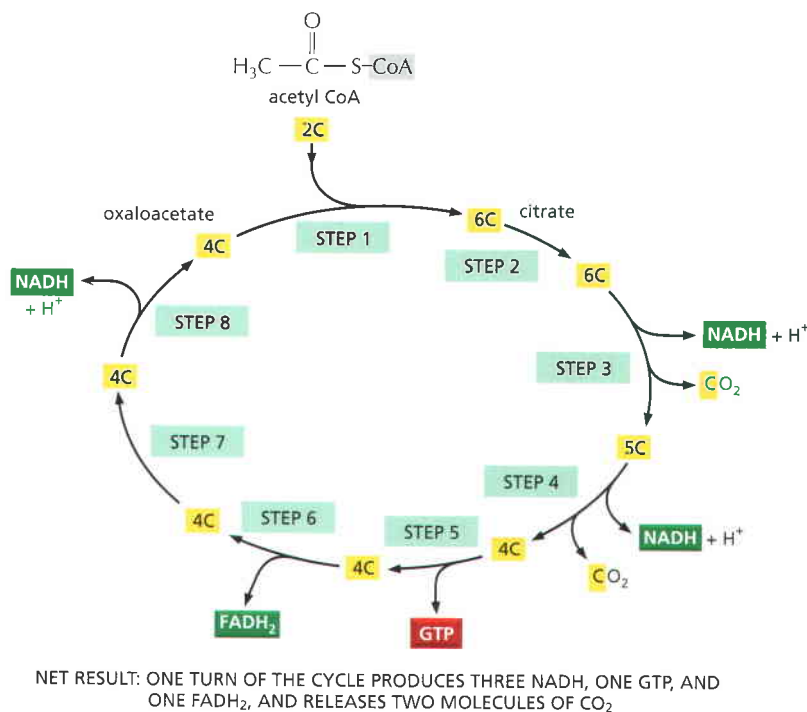 O
H₃C — C — S–CoA
acetyl CoA
2C
oxaloacetate
4C
STEP 1
6C citrate
STEP 2
6C
NADH
+ H⁺
STEP 8
NADH + H⁺
STEP 3
CO₂
4C
5C
STEP 7
STEP 4
4C
STEP 6
STEP 5
4C
4C
NADH + H⁺
CO₂
FADH₂
GTP
NET RESULT: ONE TURN OF THE CYCLE PRODUCES THREE NADH, ONE GTP, AND
ONE FADH₂, AND RELEASES TWO MOLECULES OF CO₂